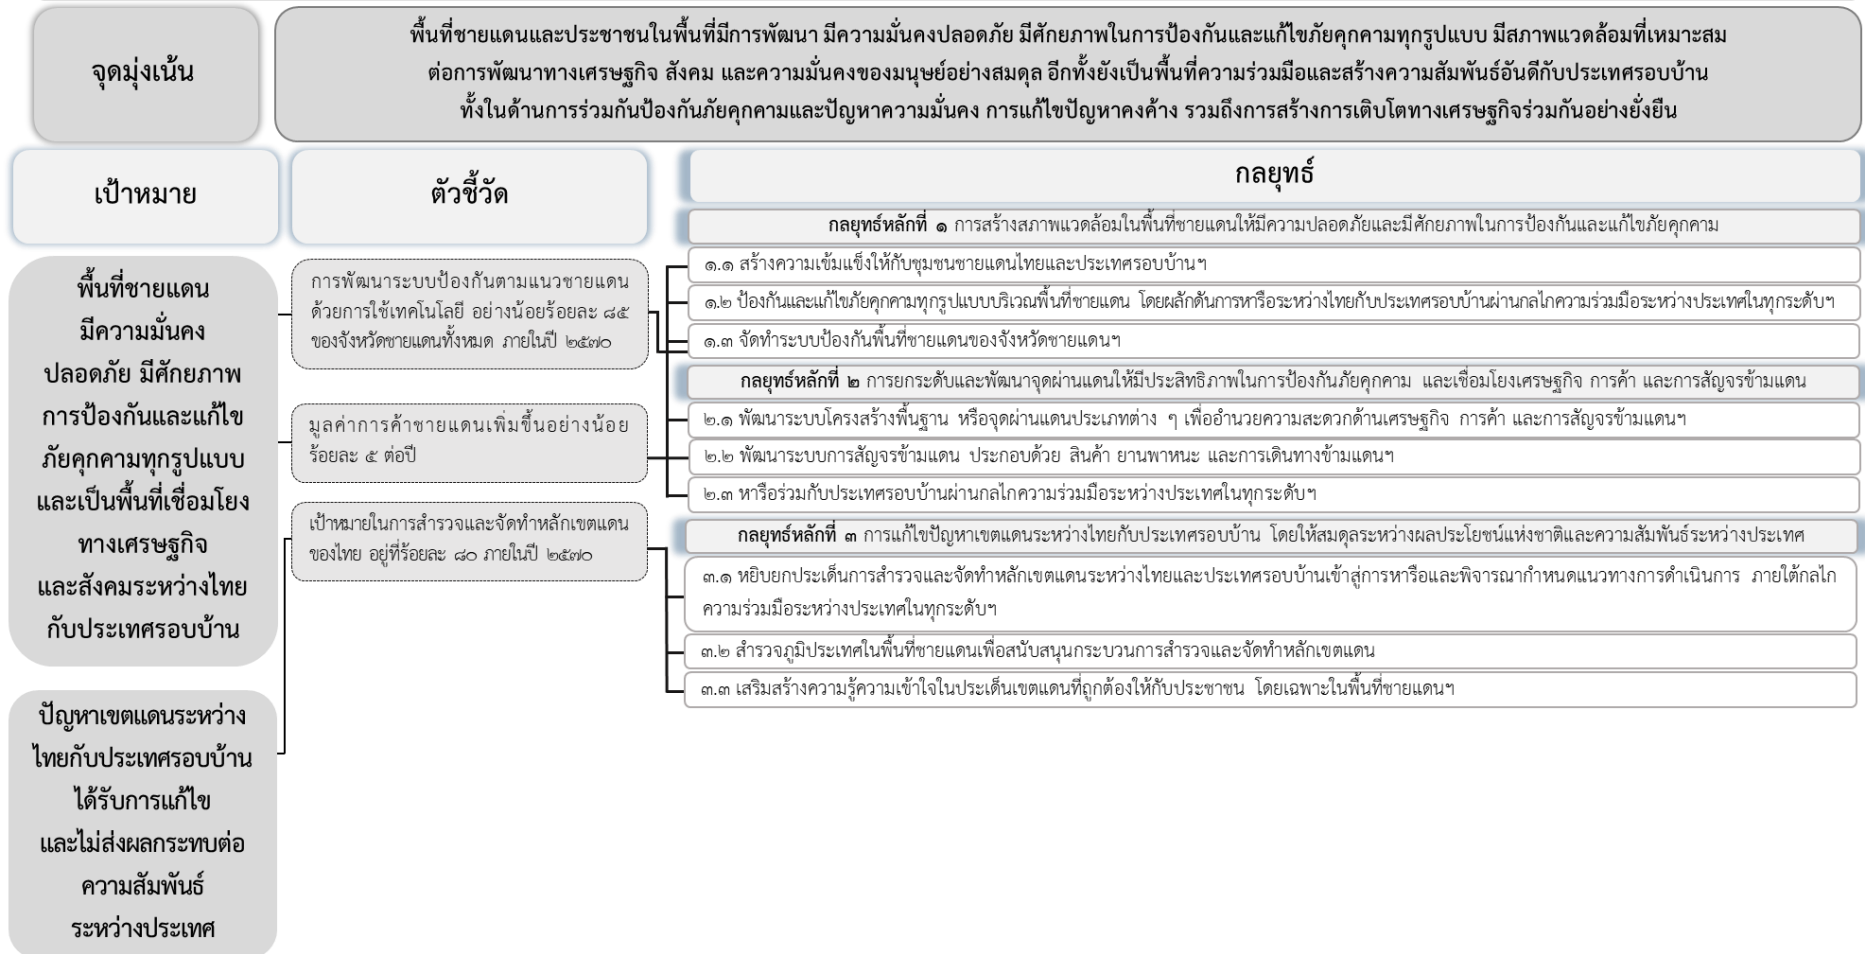 จุดมุ่งเน้น
พื้นที่ชายแดนและประชาชนในพื้นที่มีการพัฒนา มีความมั่นคงปลอดภัย มีศักยภาพในการป้องกันและแก้ไขภัยคุกคามทุกรูปแบบ มีสภาพแวดล้อมที่เหมาะสม
ต่อการพัฒนาทางเศรษฐกิจ สังคม และความมั่นคงของมนุษย์อย่างสมดุล อีกทั้งยังเป็นพื้นที่ความร่วมมือและสร้างความสัมพันธ์อันดีกับประเทศรอบบ้าน
ทั้งในด้านการร่วมกันป้องกันภัยคุกคามและปัญหาความมั่นคง การแก้ไขปัญหาคงค้าง รวมถึงการสร้างการเติบโตทางเศรษฐกิจร่วมกันอย่างยั่งยืน
เป้าหมาย
พื้นที่ชายแดน
มีความมั่นคง
ปลอดภัย มีศักยภาพ
การป้องกันและแก้ไข
ภัยคุกคามทุกรูปแบบ
และเป็นพื้นที่เชื่อมโยง
ทางเศรษฐกิจ
และสังคมระหว่างไทย
กับประเทศรอบบ้าน
ปัญหาเขตแดนระหว่าง
ไทยกับประเทศรอบบ้าน
ได้รับการแก้ไข
และไม่ส่งผลกระทบต่อ
ความสัมพันธ์
ระหว่างประเทศ
ตัวชี้วัด
การพัฒนาระบบป้องกันตามแนวชายแดน
ด้วยการใช้เทคโนโลยี อย่างน้อยร้อยละ ๘๕
ของจังหวัดชายแดนทั้งหมด ภายในปี ๒๕๗๐
มูลค่าการค้าชายแดนเพิ่มขึ้นอย่างน้อย
ร้อยละ ๕ ต่อปี
เป้าหมายในการสำรวจและจัดทำหลักเขตแดน
ของไทย อยู่ที่ร้อยละ ๘๐ ภายในปี ๒๕๗๐
กลยุทธ์
กลยุทธ์หลักที่ ๑ การสร้างสภาพแวดล้อมในพื้นที่ชายแดนให้มีความปลอดภัยและมีศักยภาพในการป้องกันและแก้ไขภัยคุกคาม
๑.๑ สร้างความเข้มแข็งให้กับชุมชนชายแดนไทยและประเทศรอบบ้านฯ
๑.๒ ป้องกันและแก้ไขภัยคุกคามทุกรูปแบบบริเวณพื้นที่ชายแดน โดยผลักดันการหารือระหว่างไทยกับประเทศรอบบ้านผ่านกลไกความร่วมมือระหว่างประเทศในทุกระดับฯ
๑.๓ จัดทำระบบป้องกันพื้นที่ชายแดนของจังหวัดชายแดนฯ
กลยุทธ์หลักที่ ๒ การยกระดับและพัฒนาจุดผ่านแดนให้มีประสิทธิภาพในการป้องกันภัยคุกคาม และเชื่อมโยงเศรษฐกิจ การค้า และการสัญจรข้ามแดน
๒.๑ พัฒนาระบบโครงสร้างพื้นฐาน หรือจุดผ่านแดนประเภทต่าง ๆ เพื่ออำนวยความสะดวกด้านเศรษฐกิจ การค้า และการสัญจรข้ามแดนฯ
๒.๒ พัฒนาระบบการสัญจรข้ามแดน ประกอบด้วย สินค้า ยานพาหนะ และการเดินทางข้ามแดนฯ
๒.๓ หารือร่วมกับประเทศรอบบ้านผ่านกลไกความร่วมมือระหว่างประเทศในทุกระดับฯ
กลยุทธ์หลักที่ ๓ การแก้ไขปัญหาเขตแดนระหว่างไทยกับประเทศรอบบ้าน โดยให้สมดุลระหว่างผลประโยชน์แห่งชาติและความสัมพันธ์ระหว่างประเทศ
๓.๑ หยิบยกประเด็นการสำรวจและจัดทำหลักเขตแดนระหว่างไทยและประเทศรอบบ้านเข้าสู่การหารือและพิจารณากำหนดแนวทางการดำเนินการ ภายใต้กลไก
ความร่วมมือระหว่างประเทศในทุกระดับฯ
๓.๒ สำรวจภูมิประเทศในพื้นที่ชายแดนเพื่อสนับสนุนกระบวนการสำรวจและจัดทำหลักเขตแดน
๓.๓ เสริมสร้างความรู้ความเข้าใจในประเด็นเขตแดนที่ถูกต้องให้กับประชาชน โดยเฉพาะในพื้นที่ชายแดนฯ